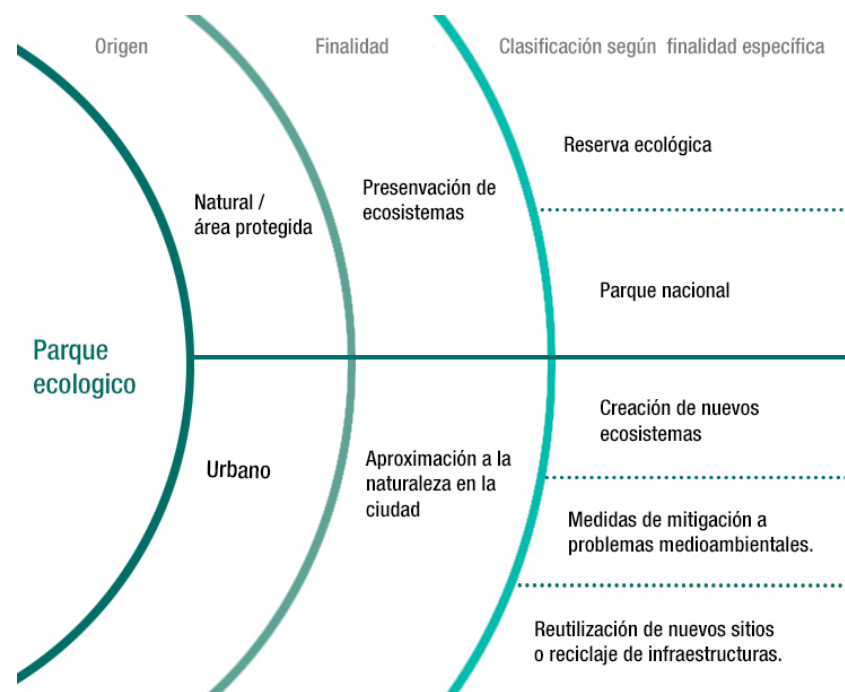 Origen
Finalidad
Clasificación según finalidad específica
Parque
ecologico
Natural /
área protegida
Presenvación de
ecosistemas
Reserva ecológica
Parque nacional
Urbano
Aproximación a la
naturaleza en la
ciudad
Creación de nuevos
ecosistemas
Medidas de mitigación a
problemas medioambientales.
Reutilización de nuevos sitios
o reciclaje de infraestructuras.